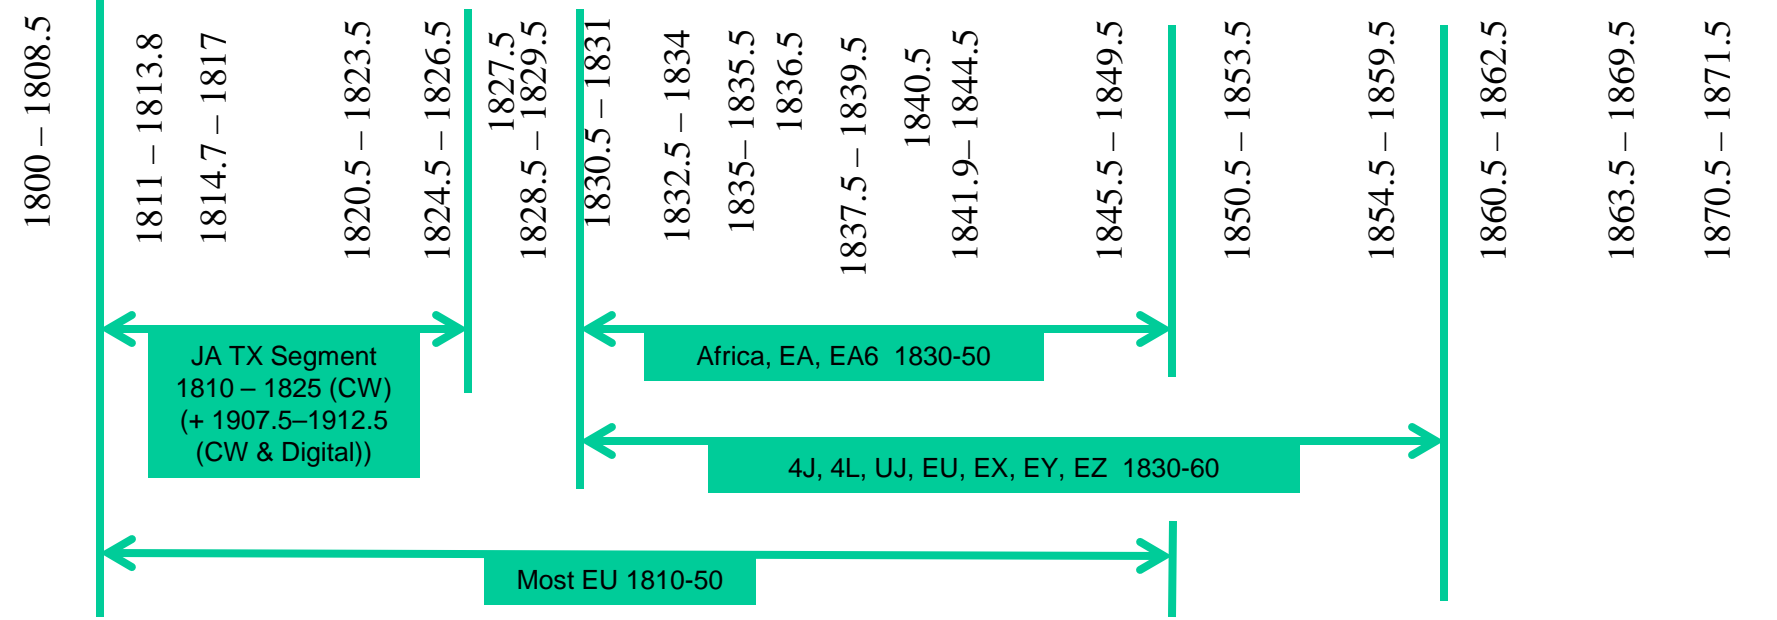 1800 – 1808.5
1811 – 1813.8
1814.7 – 1817
1820.5 – 1823.5
1824.5 – 1826.5
1827.5
1828.5 – 1829.5
1830.5 – 1831
1832.5 – 1834
1835– 1835.5
1836.5
1837.5 – 1839.5
1840.5
1841.9– 1844.5
1845.5 – 1849.5
1850.5 – 1853.5
1854.5 – 1859.5
1860.5 – 1862.5
1863.5 – 1869.5
1870.5 – 1871.5
JA TX Segment
1810 – 1825 (CW)
(+ 1907.5–1912.5
(CW & Digital))
Africa, EA, EA6  1830-50
4J, 4L, UJ, EU, EX, EY, EZ  1830-60
Most EU 1810-50